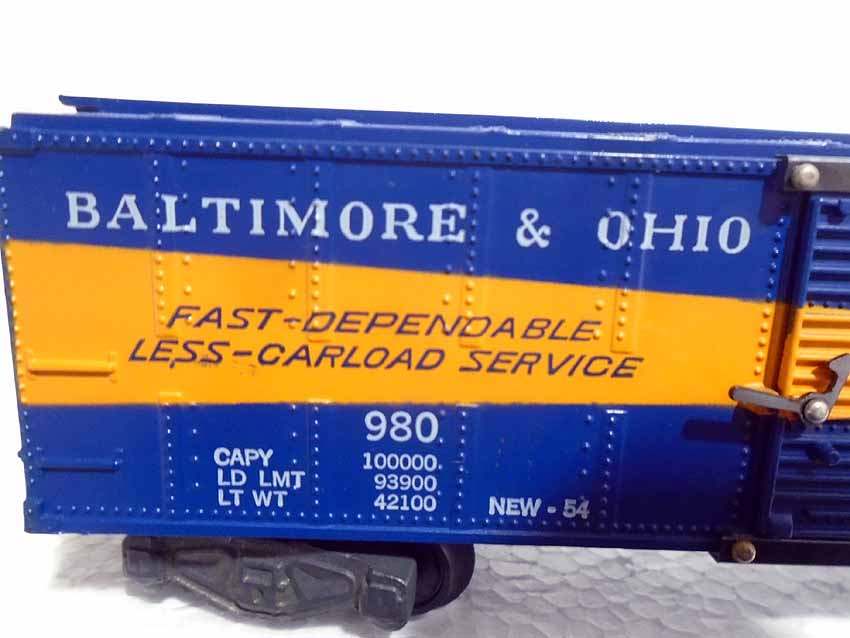 BALTIMORE & OHIO
FAST-DEPENDABLE
LESS-CARLOAD SERVICE
980
CAPY 100000
LD LMT 93900
LT WT 42100 NEW - 54